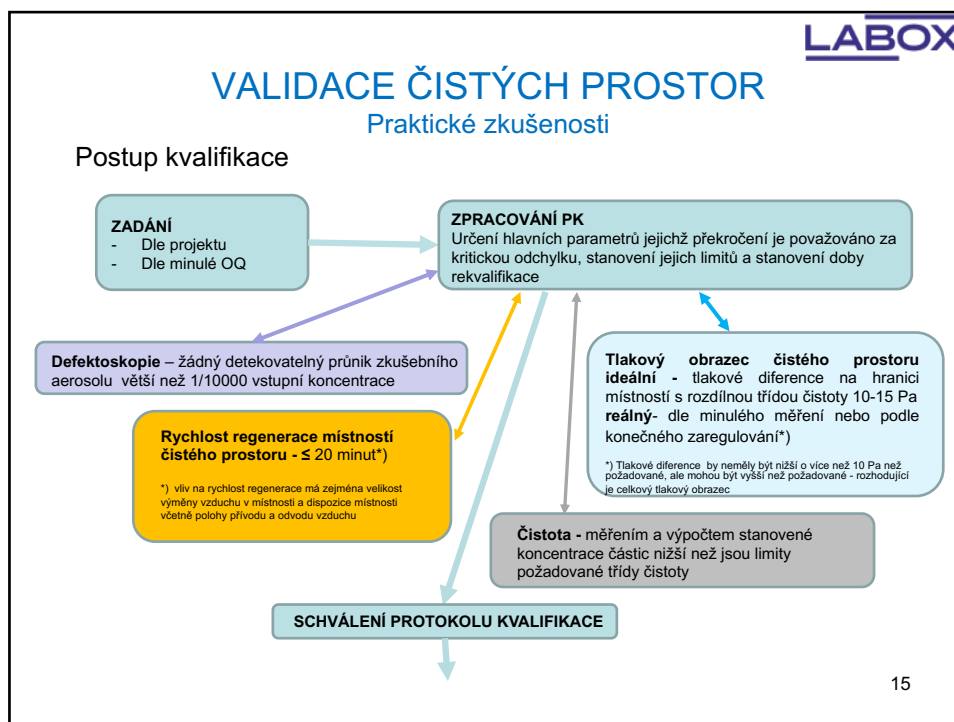 LABOX
VALIDACE ČISTÝCH PROSTOR
Praktické zkušenosti
Postup kvalifikace
ZADÁNÍ
- Dle projektu
- Dle minulé OQ
ZPRACOVÁNÍ PK
Určení hlavních parametrů jejichž překročení je považováno za
kritickou odchylku, stanovení jejich limitů a stanovení doby
rekvalifikace
Defektoskopie – žádný detekovatelný průnik zkušebního
aerosolu větší než 1/10000 vstupní koncentrace
Rychlost regenerace místností
čistého prostoru - ≤ 20 minut*)
*) vliv na rychlost regenerace má zejména velikost
výměny vzduchu v místnosti a dispozice místnosti
včetně polohy přívodu a odvodu vzduchu
Tlakový obrazec čistého prostoru
ideální - tlakové diference na hranici
místností s rozdílnou třídou čistoty 10-15 Pa
reálný- dle minulého měření nebo podle
konečného zaregulování*)
*) Tlakové diference by neměly být nižší o více než 10 Pa než
požadované, ale mohou být vyšší než požadované - rozhodující
je celkový tlakový obrazec
Čistota - měřením a výpočtem stanovené
koncentrace částic nižší než jsou limity
požadované třídy čistoty
SCHVÁLENÍ PROTOKOLU KVALIFIKACE
15